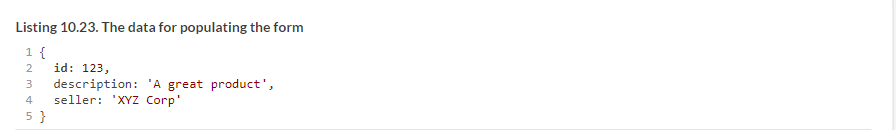 Listing 10.23. The data for populating the form
1 {
2   id: 123,
3   description: 'A great product',
4   seller: 'XYZ Corp'
5 }